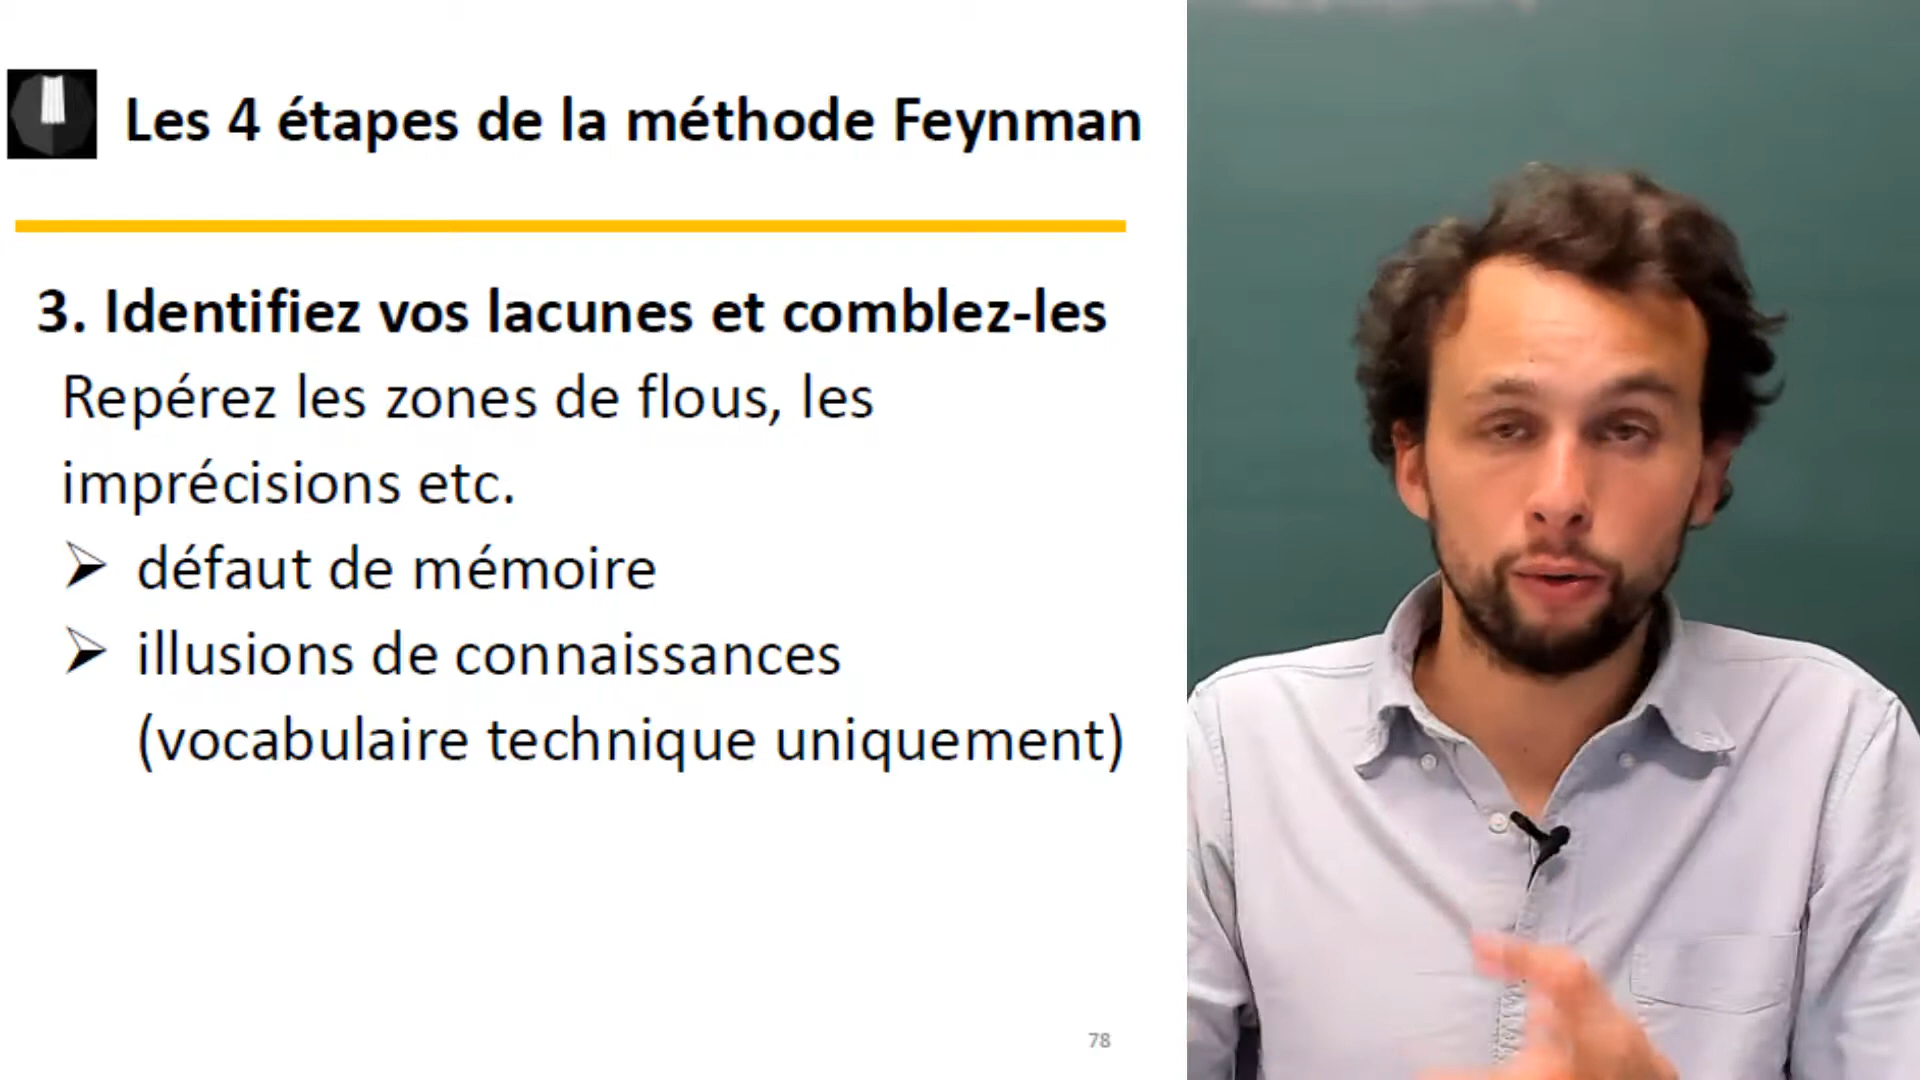 Les 4 étapes de la méthode Feynman
3. Identifiez vos lacunes et comblez-les
Repérez les zones de flous, les
imprécisions etc.
➢ défaut de mémoire
➢ illusions de connaissances
(vocabulaire technique uniquement)
78